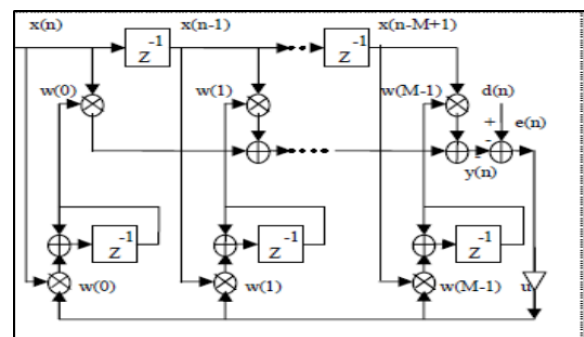 x(n) x(n-1) x(n-M+1)
Z-1 Z-1
w(0) w(1) w(M-1) d(n)
+ e(n)
-
y(n)
Z-1 Z-1 Z-1
w(0) w(1) w(M-1) u